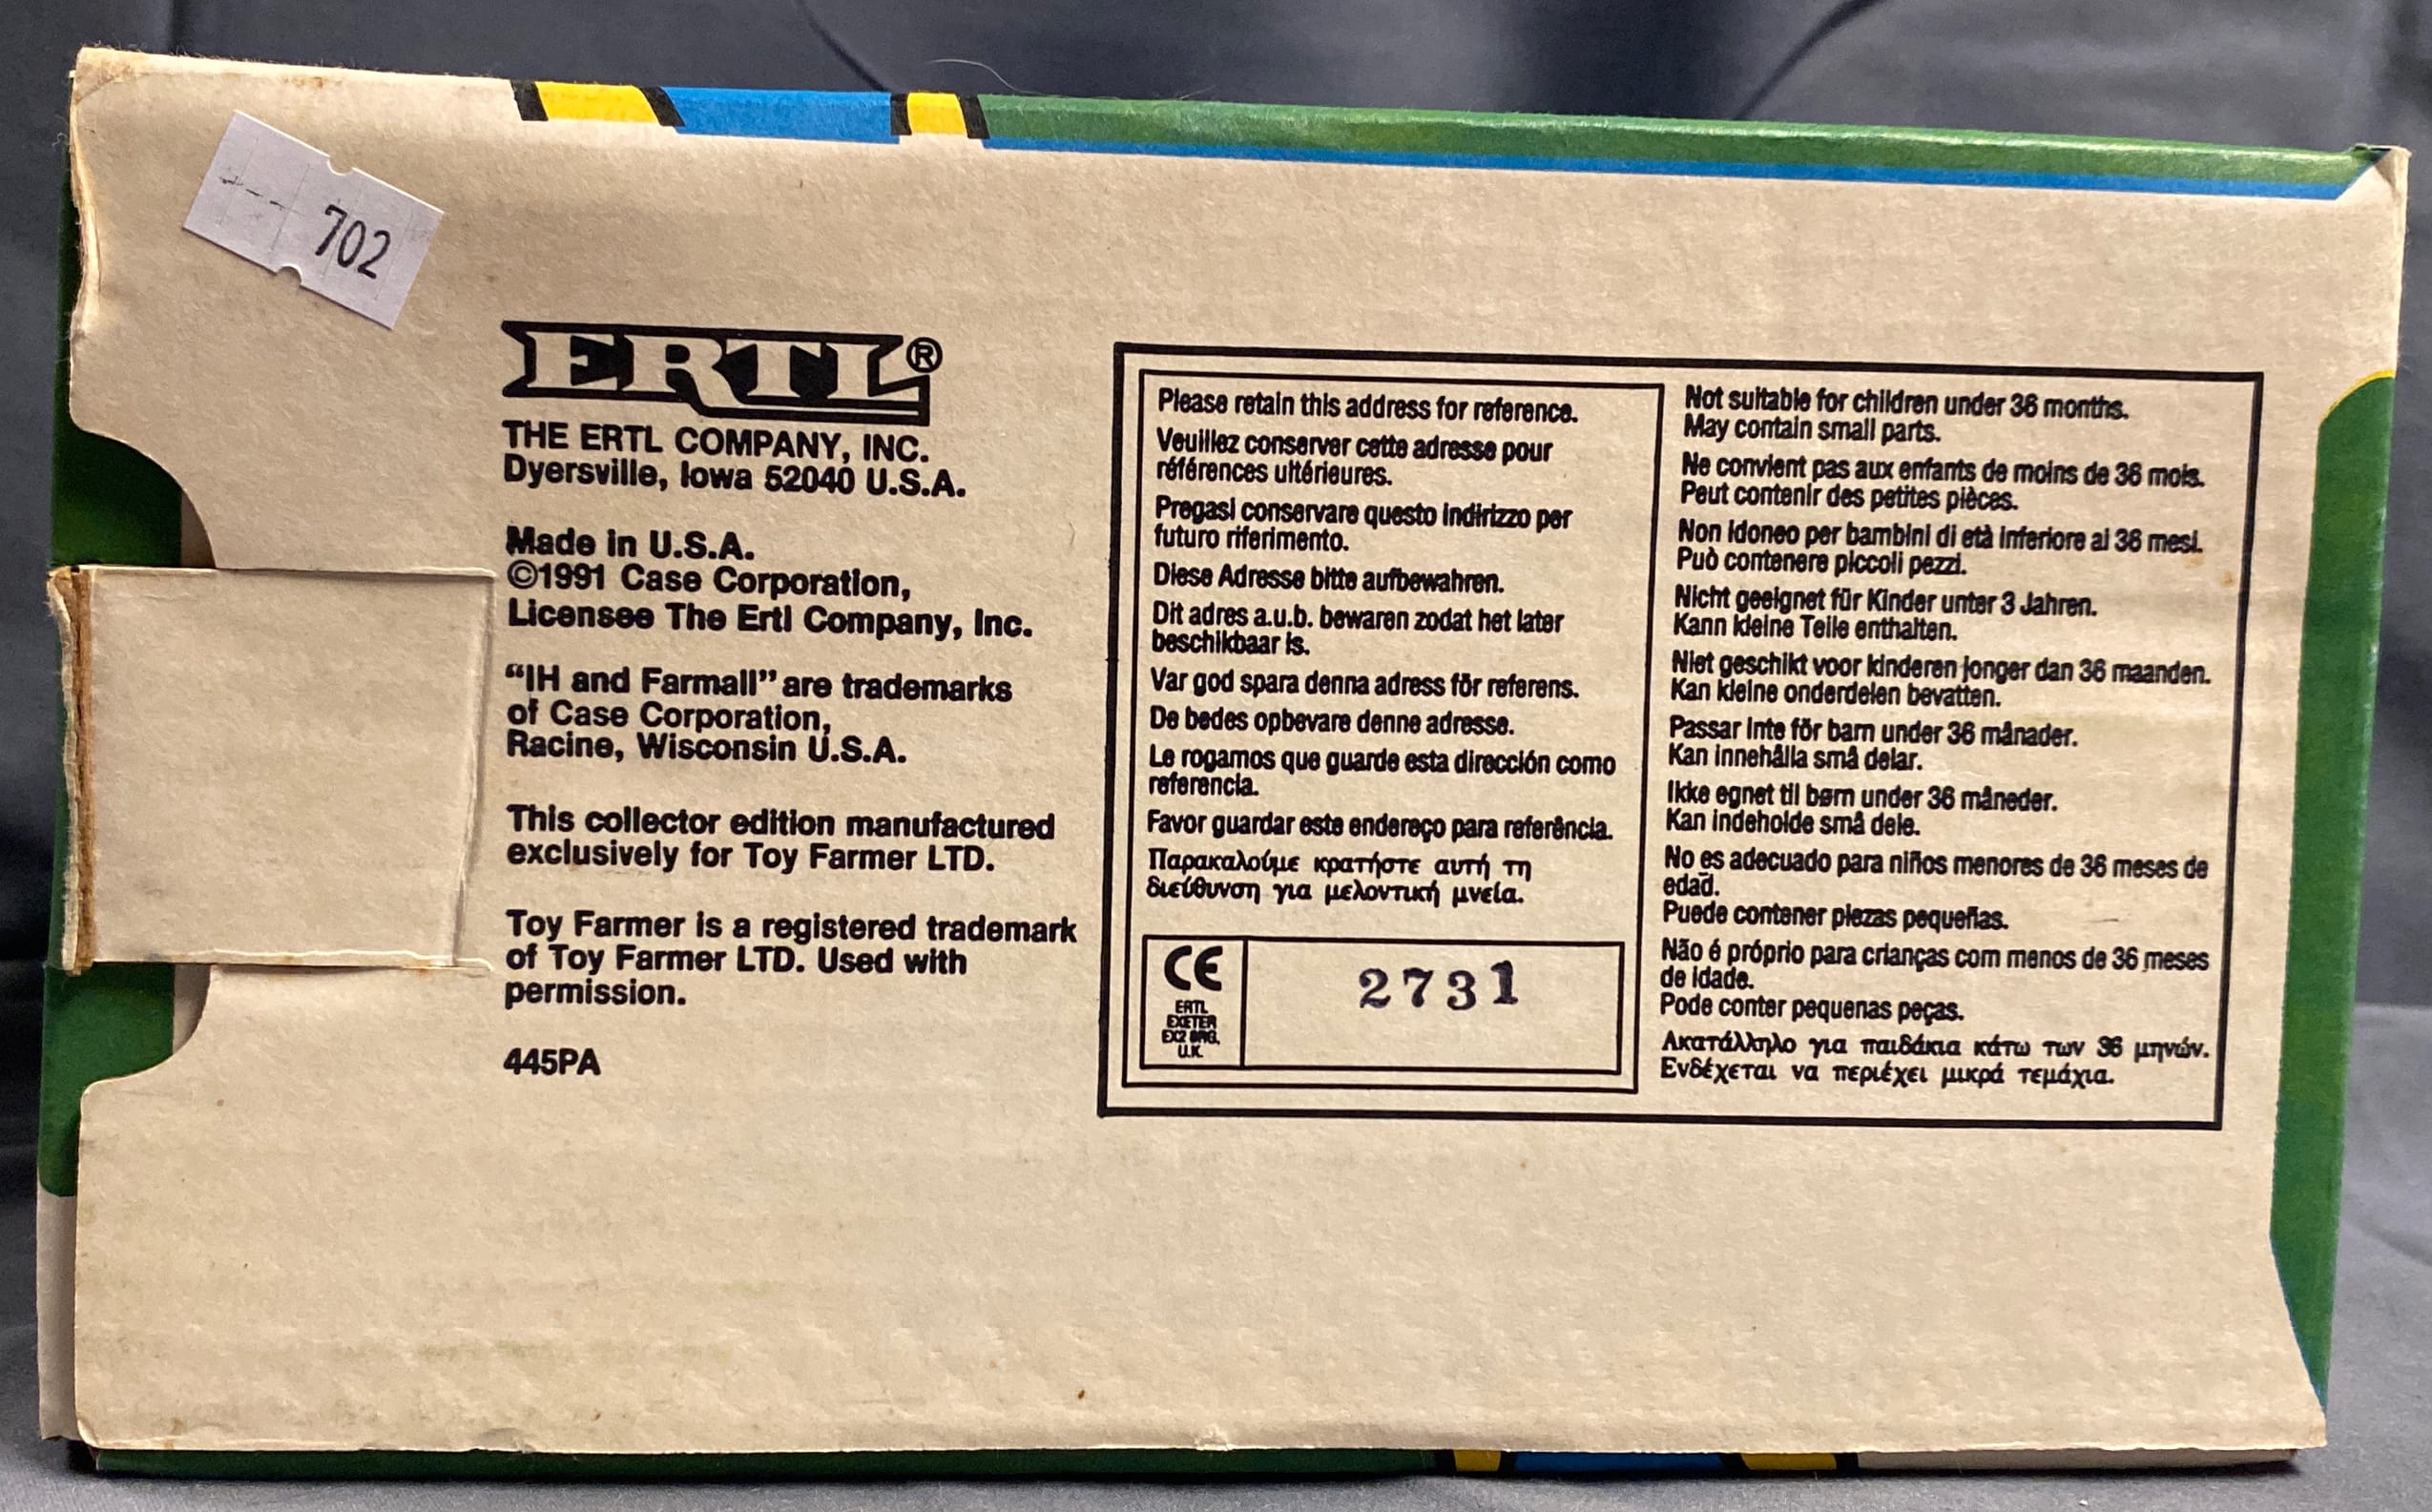 702
ERTL®
THE ERTL COMPANY, INC.
Dyersville, Iowa 52040 U.S.A.
Made in U.S.A.
©1991 Case Corporation,
Licensee The Ertl Company, Inc.
“IH and Farmall” are trademarks
of Case Corporation,
Racine, Wisconsin U.S.A.
This collector edition manufactured
exclusively for Toy Farmer LTD.
Toy Farmer is a registered trademark
of Toy Farmer LTD. Used with
permission.
445PA
Please retain this address for reference.
Veuillez conserver cette adresse pour
références ultérieures.
Pregasi conservare questo indirizzo per
futuro riferimento.
Diese Adresse bitte aufbewahren.
Dit adres a.u.b. bewaren zodat het later
beschikbaar is.
Var god spara denna adress för referens.
De bedes opbevare denne adresse.
Le rogamos que guarde esta dirección como
referencia.
Favor guardar este endereço para referência.
Παρακαλούμε κρατήστε αυτή τη
διεύθυνση για μελοντική μνεία.
CE
ERTL
EXETER
EX2
U.K.
2731
Not suitable for children under 36 months.
May contain small parts.
Ne convient pas aux enfants de moins de 36 mois.
Peut contenir des petites pièces.
Non idoneo per bambini di età inferiore ai 36 mesi.
Può contenere piccoli pezzi.
Nicht geeignet für Kinder unter 3 Jahren.
Kann kleine Teile enthalten.
Niet geschikt voor kinderen jonger dan 36 maanden.
Kan kleine onderdelen bevatten.
Passar inte för barn under 36 månader.
Kan innehålla små delar.
Ikke egnet til børn under 36 måneder.
Kan indeholde små dele.
No es adecuado para niños menores de 36 meses de
edad.
Puede contener piezas pequeñas.
Não é próprio para crianças com menos de 36 meses
de idade.
Pode conter pequenas peças.
Ακατάλληλο για παιδάκια κάτω των 36 μηνών.
Ενδέχεται να περιέχει μικρά τεμάχια.